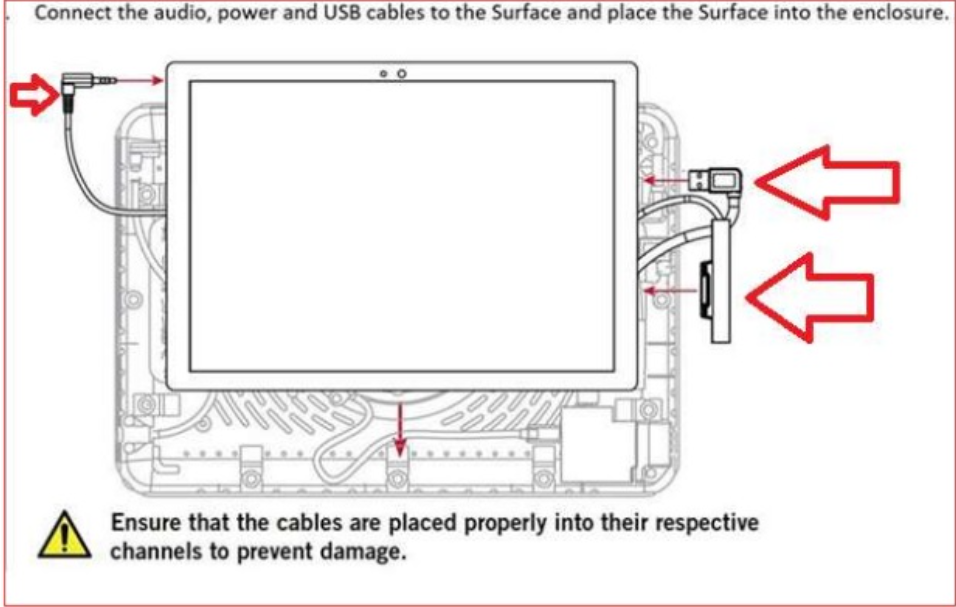 . Connect the audio, power and USB cables to the Surface and place the Surface into the enclosure.
Ensure that the cables are placed properly into their respective
channels to prevent damage.